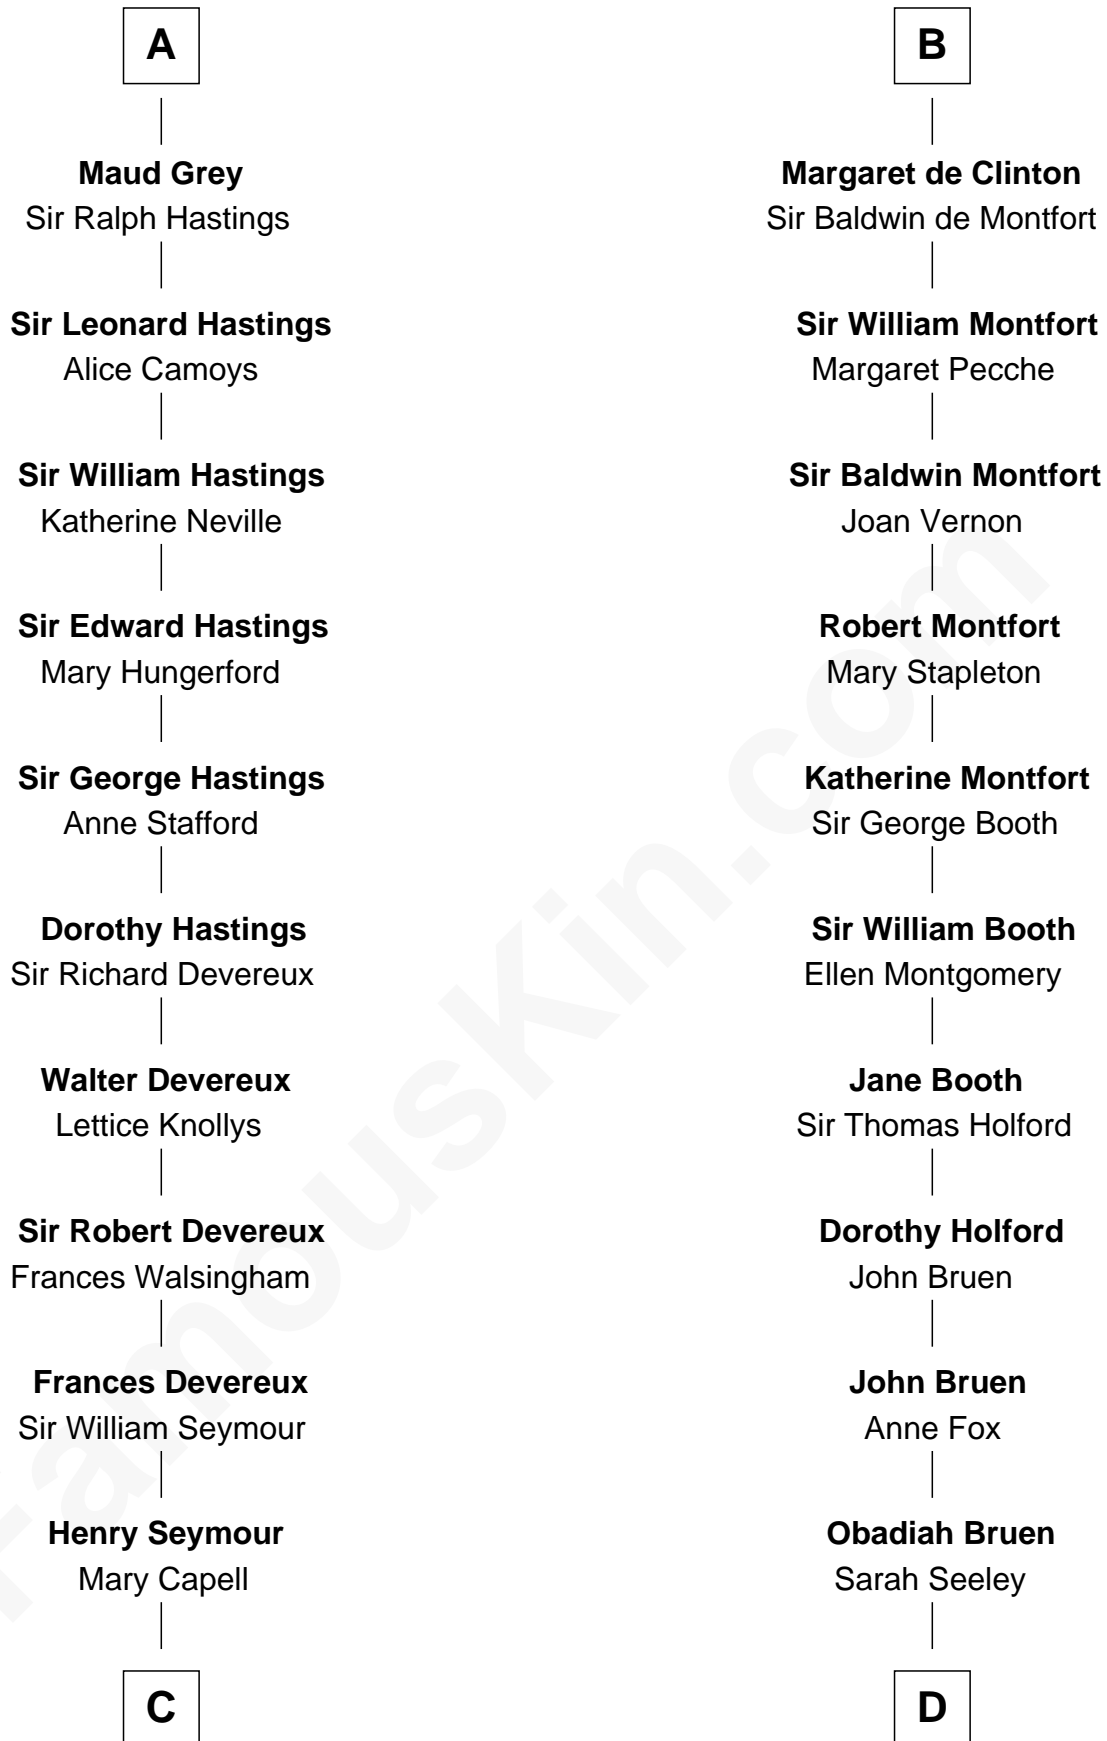 A
Maud Grey
Sir Ralph Hastings
Sir Leonard Hastings
Alice Camoys
Sir William Hastings
Katherine Neville
Sir Edward Hastings
Mary Hungerford
Sir George Hastings
Anne Stafford
Dorothy Hastings
Sir Richard Devereux
Walter Devereux
Lettice Knollys
Sir Robert Devereux
Frances Walsingham
Frances Devereux
Sir William Seymour
Henry Seymour
Mary Capell
C
B
Margaret de Clinton
Sir Baldwin de Montfort
Sir William Montfort
Margaret Pecche
Sir Baldwin Montfort
Joan Vernon
Robert Montfort
Mary Stapleton
Katherine Montfort
Sir George Booth
Sir William Booth
Ellen Montgomery
Jane Booth
Sir Thomas Holford
Dorothy Holford
John Bruen
John Bruen
Anne Fox
Obadiah Bruen
Sarah Seeley
D
FamousKin.com